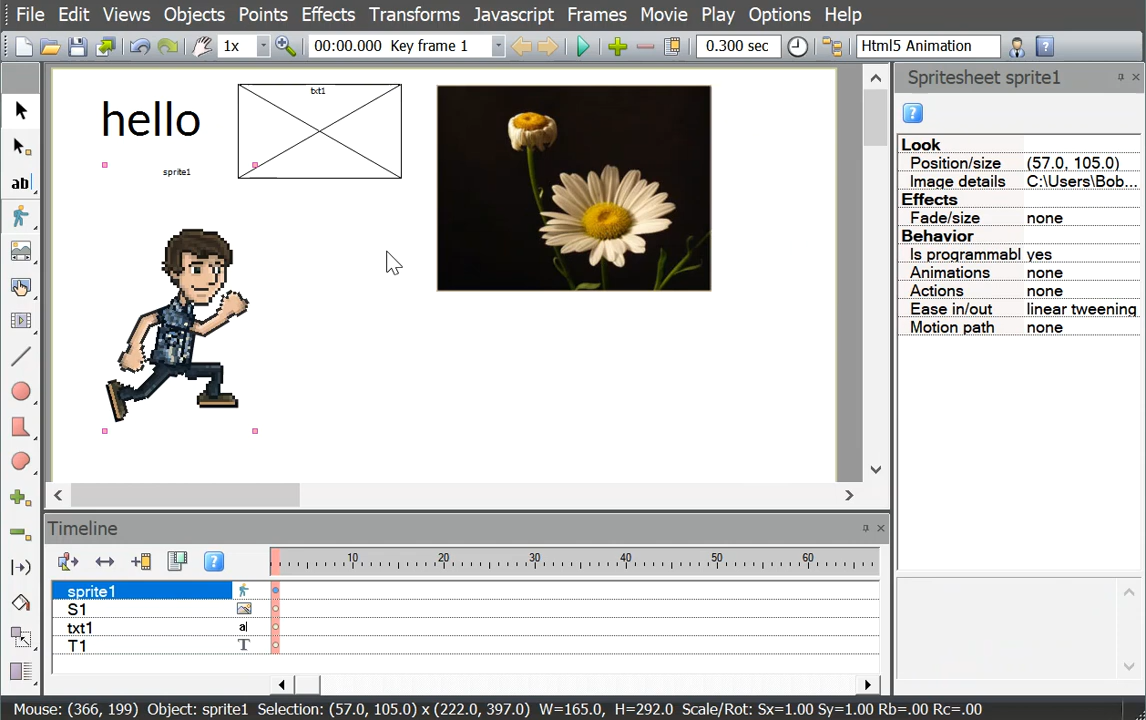 File Edit Views Objects Points Effects Transforms Javascript Frames Movie Play Options Help
1x 00:00.000 Key frame 1 0.300 sec Html5 Animation
Spritesheet sprite1
hello
txt1
sprite1
ab
Look
Position/size (57.0, 105.0)
Image details C:\Users\Bob...
Effects
Fade/size none
Behavior
Is programmabl yes
Animations none
Actions none
Ease in/out linear tweening
Motion path none
Timeline
10 20 30 40 50 60
sprite1
S1
txt1 a
T1 T
Mouse: (366, 199) Object: sprite1 Selection: (57.0, 105.0) x (222.0, 397.0) W=165.0, H=292.0 Scale/Rot: Sx=1.00 Sy=1.00 Rb=.00 Rc=.00